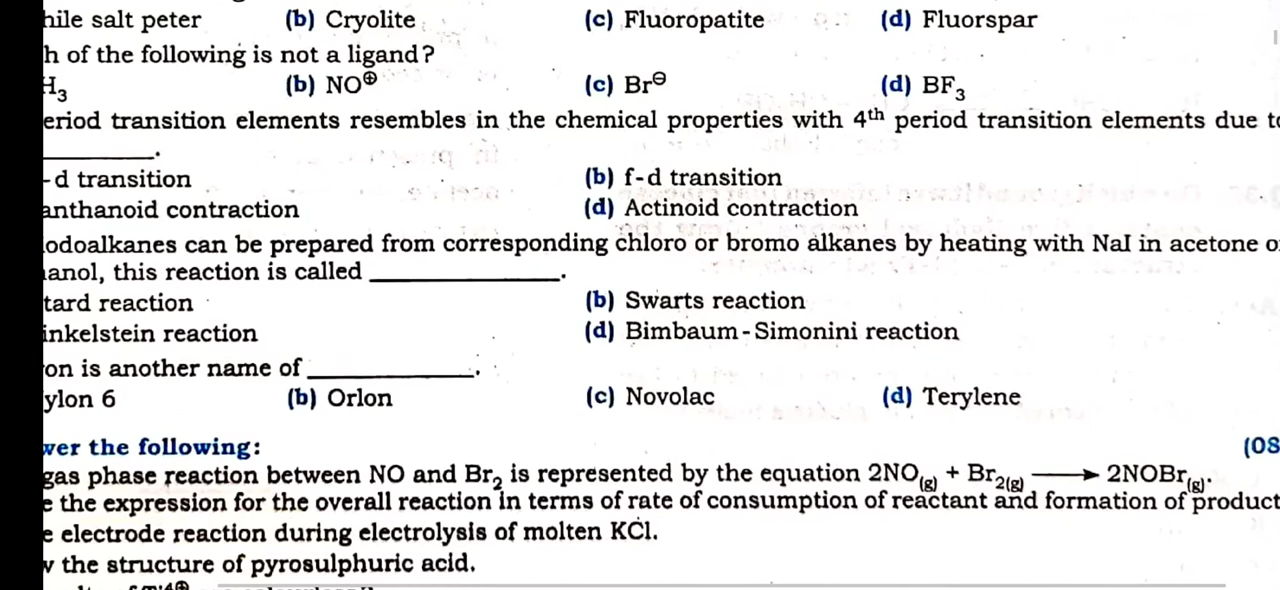 hile salt peter (b) Cryolite (c) Fluoropatite (d) Fluorspar
h of the following is not a ligand?
H₃ (b) NO⊕ (c) Br⊖ (d) BF₃
eriod transition elements resembles in the chemical properties with 4th period transition elements due to
________.
-d transition (b) f-d transition
anthanoid contraction (d) Actinoid contraction
odoalkanes can be prepared from corresponding chloro or bromo alkanes by heating with NaI in acetone o
anol, this reaction is called ____________.
tard reaction (b) Swarts reaction
inkelstein reaction (d) Bimbaum-Simonini reaction
on is another name of ____________.
ylon 6 (b) Orlon (c) Novolac (d) Terylene
wer the following: (08
gas phase reaction between NO and Br₂ is represented by the equation 2NO(g) + Br₂(g) ⟶ 2NOBr(g).
e the expression for the overall reaction in terms of rate of consumption of reactant and formation of product
e electrode reaction during electrolysis of molten KCl.
w the structure of pyrosulphuric acid.